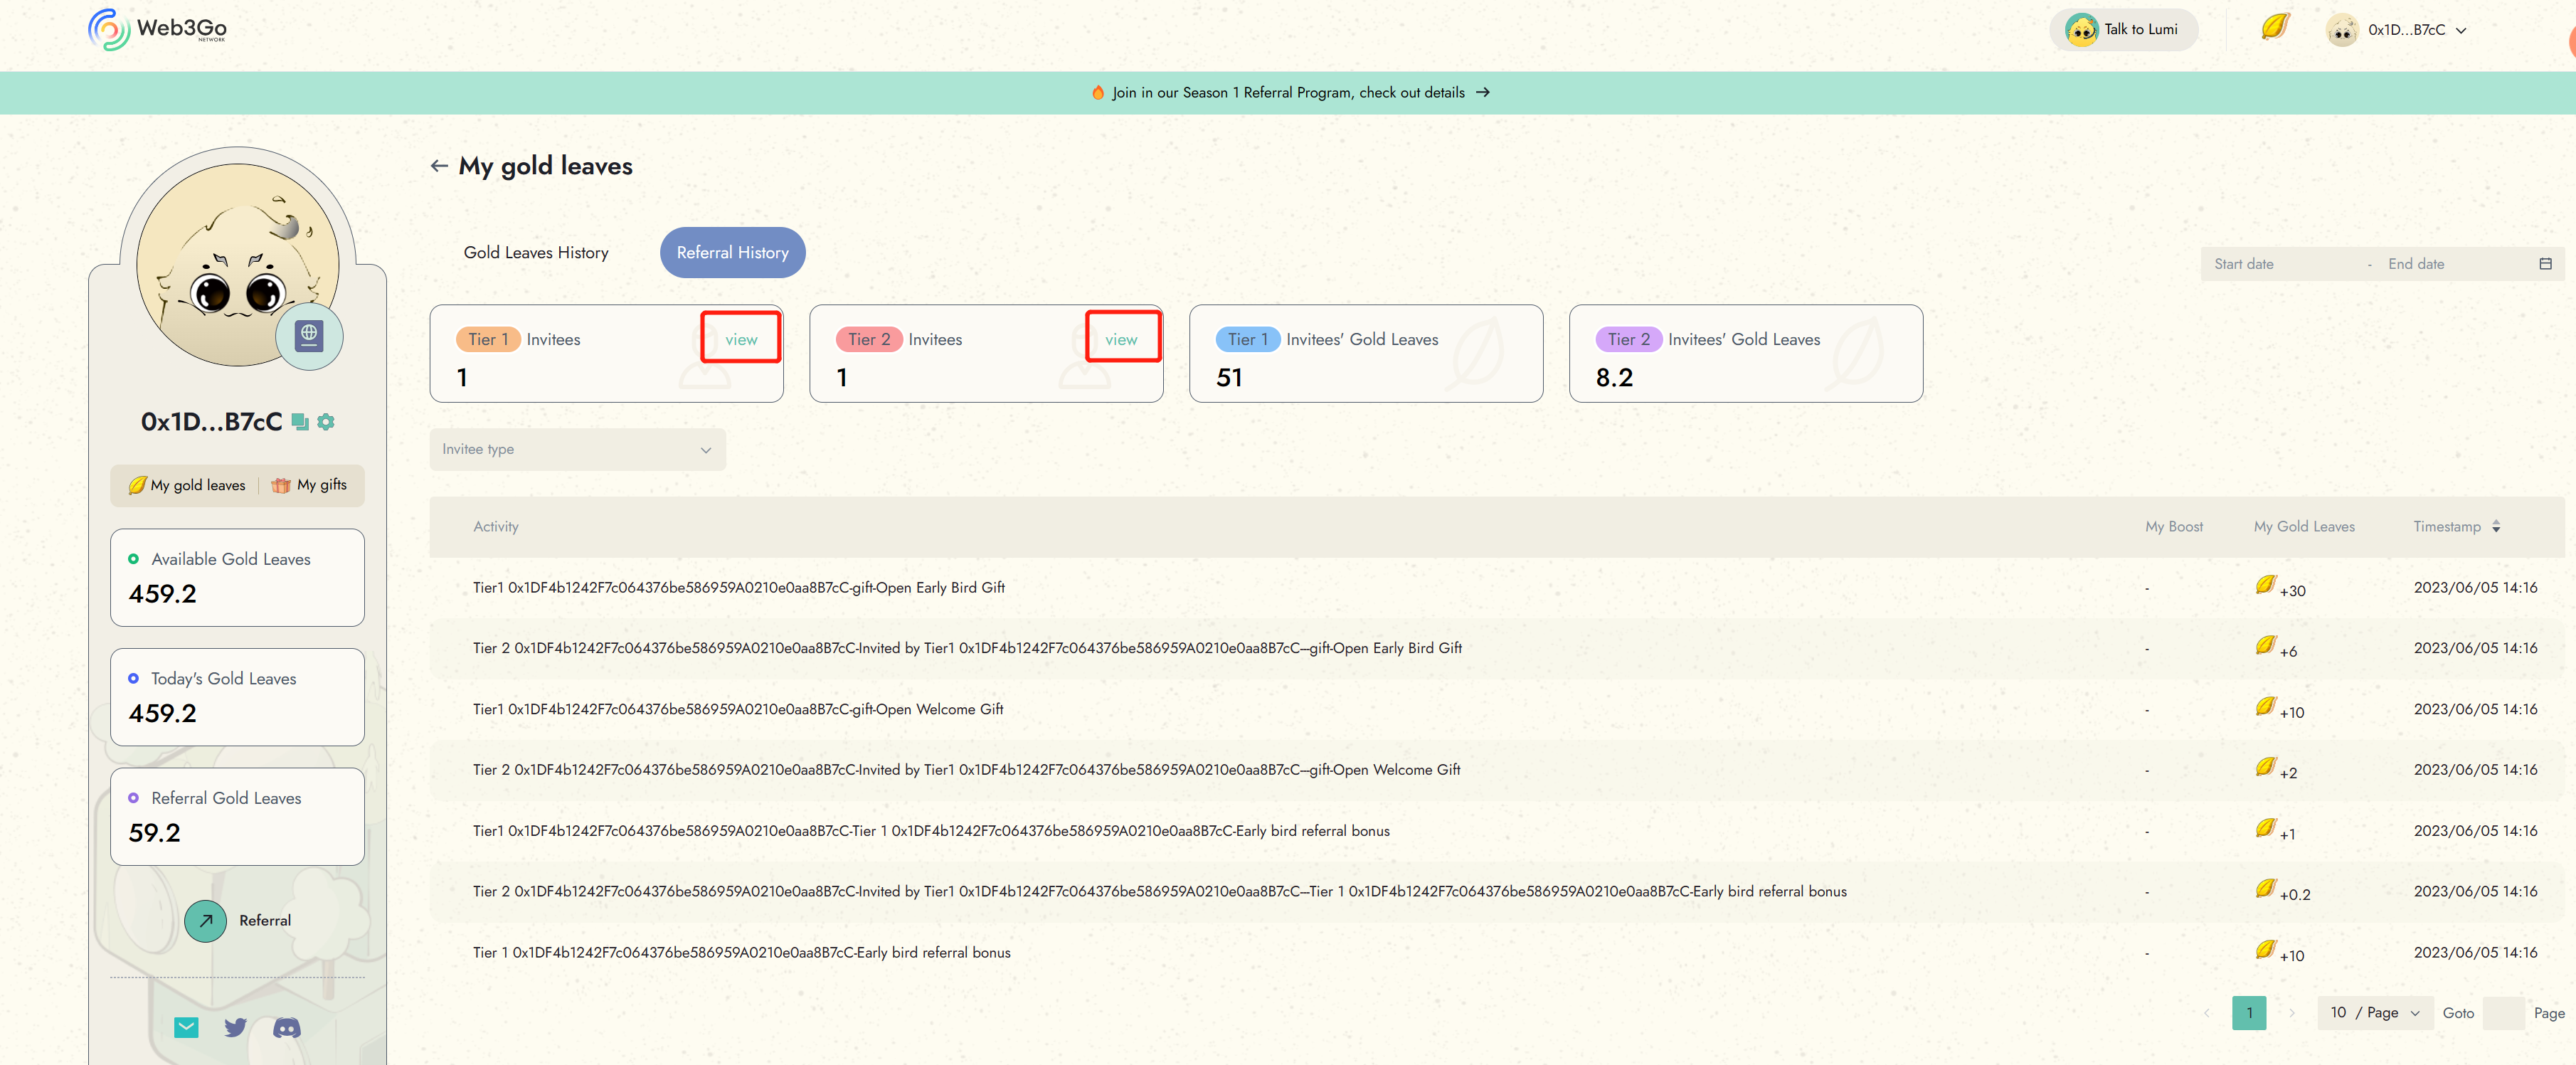 Web3Go
NETWORK
Talk to Lumi
0x1D...B7cC
Join in our Season 1 Referral Program, check out details →
← My gold leaves
Gold Leaves History
Referral History
Start date - End date
Tier 1 Invitees
view
1
Tier 2 Invitees
view
1
Tier 1 Invitees' Gold Leaves
51
Tier 2 Invitees' Gold Leaves
8.2
0x1D...B7cC
My gold leaves
My gifts
Available Gold Leaves
459.2
Today's Gold Leaves
459.2
Referral Gold Leaves
59.2
Referral
Invitee type
Activity My Boost My Gold Leaves Timestamp
Tier1 0x1DF4b1242F7c064376be586959A0210e0aa8B7cC-gift-Open Early Bird Gift - +30 2023/06/05 14:16
Tier 2 0x1DF4b1242F7c064376be586959A0210e0aa8B7cC-Invited by Tier1 0x1DF4b1242F7c064376be586959A0210e0aa8B7cC--gift-Open Early Bird Gift - +6 2023/06/05 14:16
Tier1 0x1DF4b1242F7c064376be586959A0210e0aa8B7cC-gift-Open Welcome Gift - +10 2023/06/05 14:16
Tier 2 0x1DF4b1242F7c064376be586959A0210e0aa8B7cC-Invited by Tier1 0x1DF4b1242F7c064376be586959A0210e0aa8B7cC--gift-Open Welcome Gift - +2 2023/06/05 14:16
Tier1 0x1DF4b1242F7c064376be586959A0210e0aa8B7cC-Tier 1 0x1DF4b1242F7c064376be586959A0210e0aa8B7cC-Early bird referral bonus - +1 2023/06/05 14:16
Tier 2 0x1DF4b1242F7c064376be586959A0210e0aa8B7cC-Invited by Tier1 0x1DF4b1242F7c064376be586959A0210e0aa8B7cC--Tier 1 0x1DF4b1242F7c064376be586959A0210e0aa8B7cC-Early bird referral bonus - +0.2 2023/06/05 14:16
Tier 1 0x1DF4b1242F7c064376be586959A0210e0aa8B7cC-Early bird referral bonus - +10 2023/06/05 14:16
1 10 / Page Goto Page